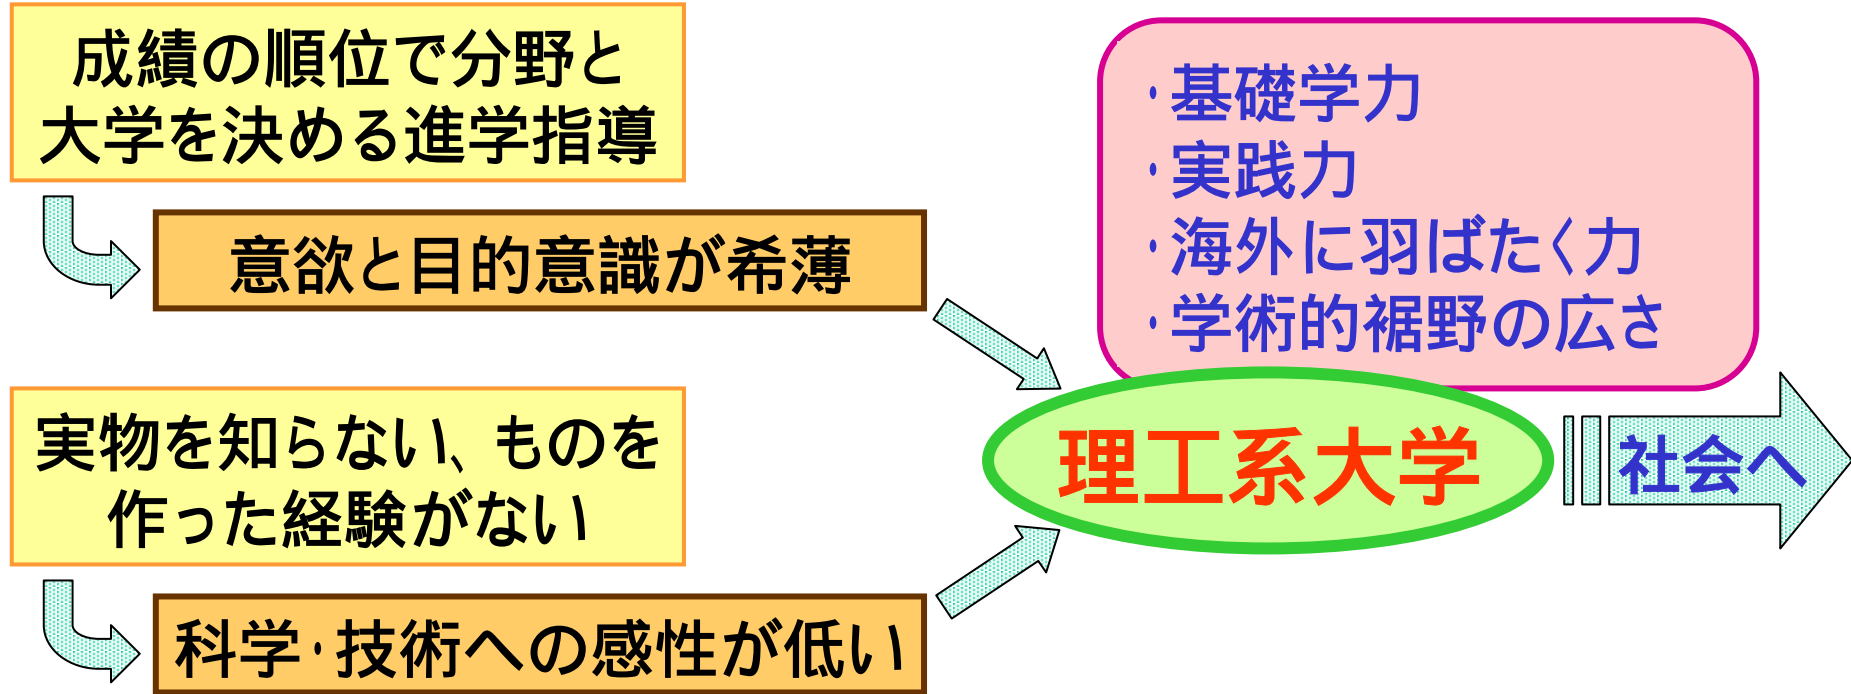 成績の順位で分野と
大学を決める進学指導
意欲と目的意識が希薄
実物を知らない、ものを
作った経験がない
科学・技術への感性が低い
・基礎学力
・実践力
・海外に羽ばたく力
・学術的裾野の広さ
理工系大学
社会へ